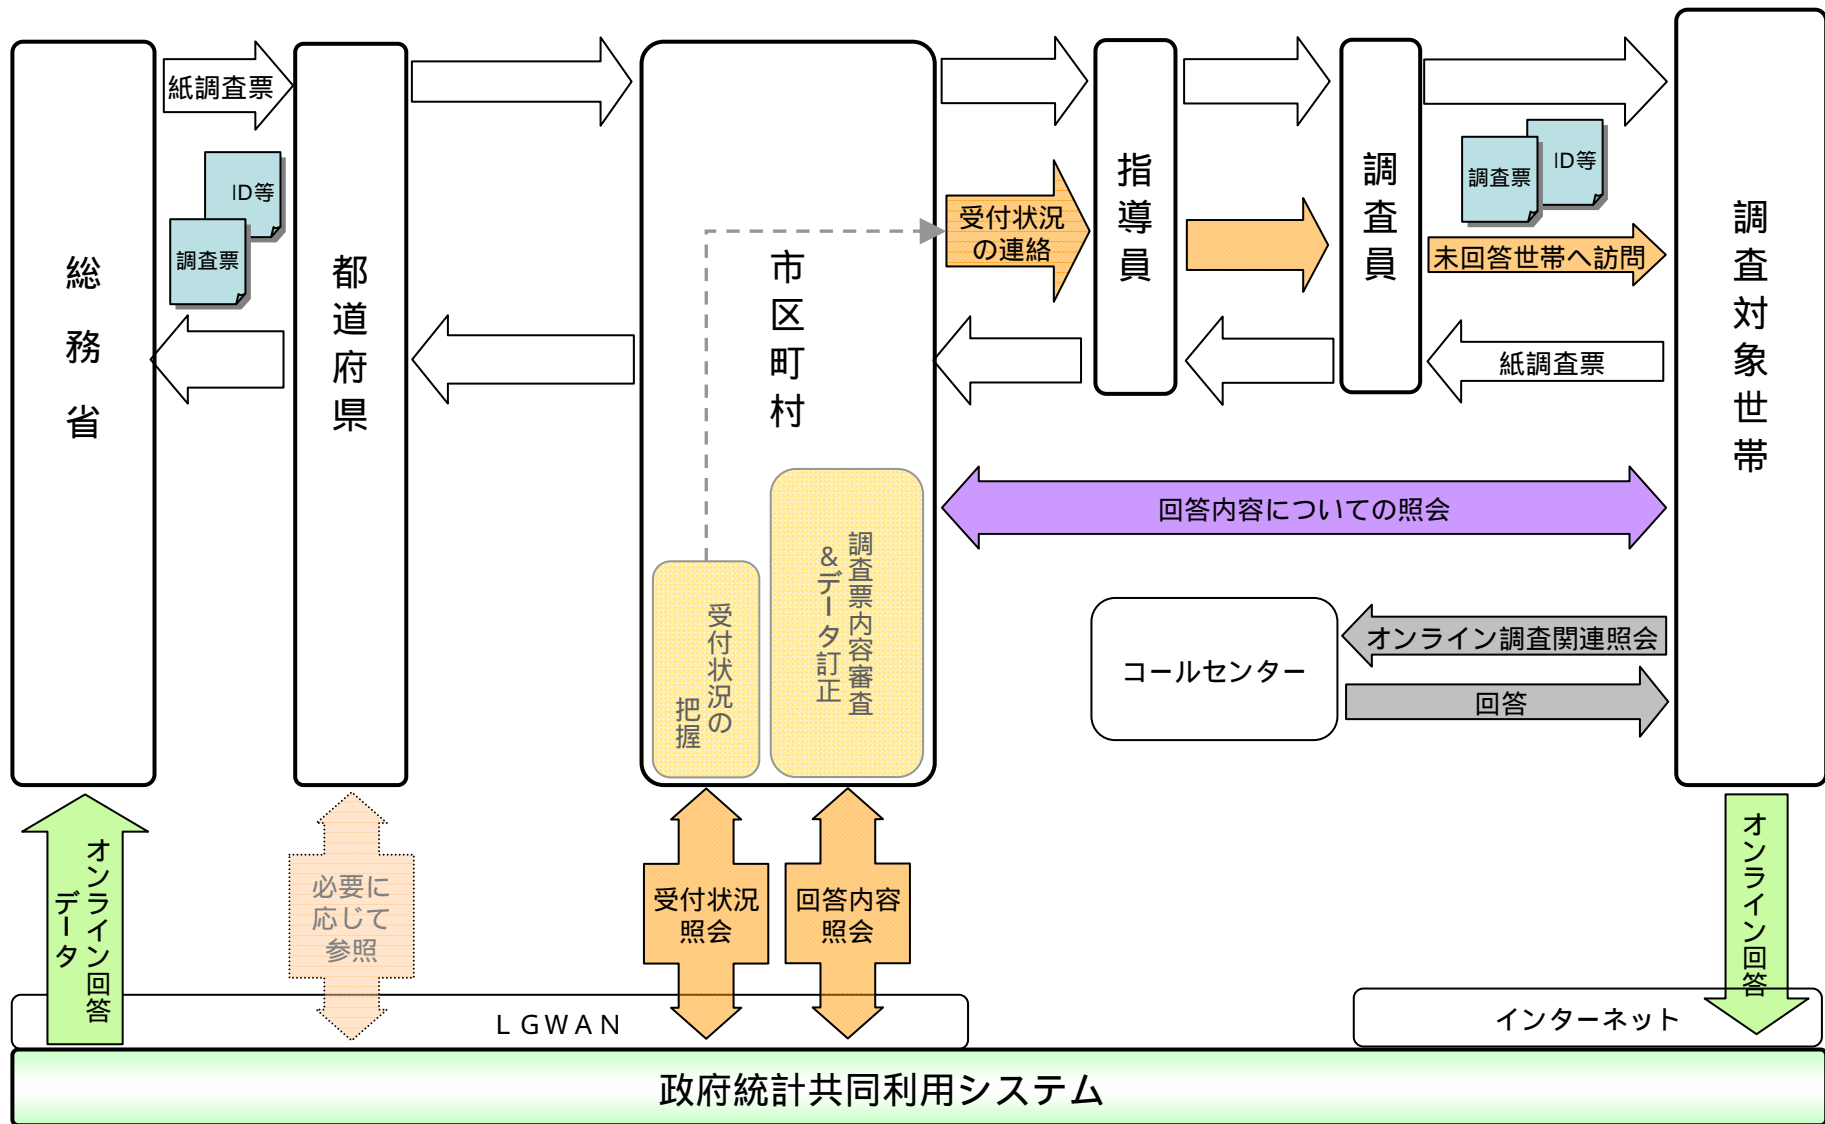 紙調査票
ID等
調査票
総務省
都道府県
市区町村
受付状況
の連絡
指導員
調査員
調査票
ID等
未回答世帯へ訪問
紙調査票
調査対象世帯
回答内容についての照会
調査票内容審査
&データ訂正
受付状況の
把握
コールセンター
オンライン調査関連照会
回答
オンライン回答
データ
必要に
応じて
参照
受付状況
照会
回答内容
照会
オンライン回答
LGWAN
インターネット
政府統計共同利用システム